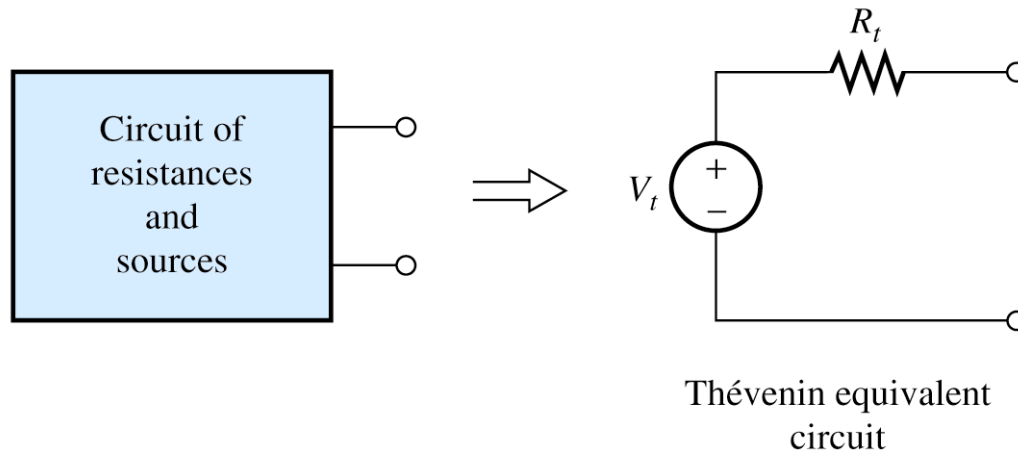 Circuit of
resistances
and
sources
R_t
V_t
+
−
Thévenin equivalent
circuit